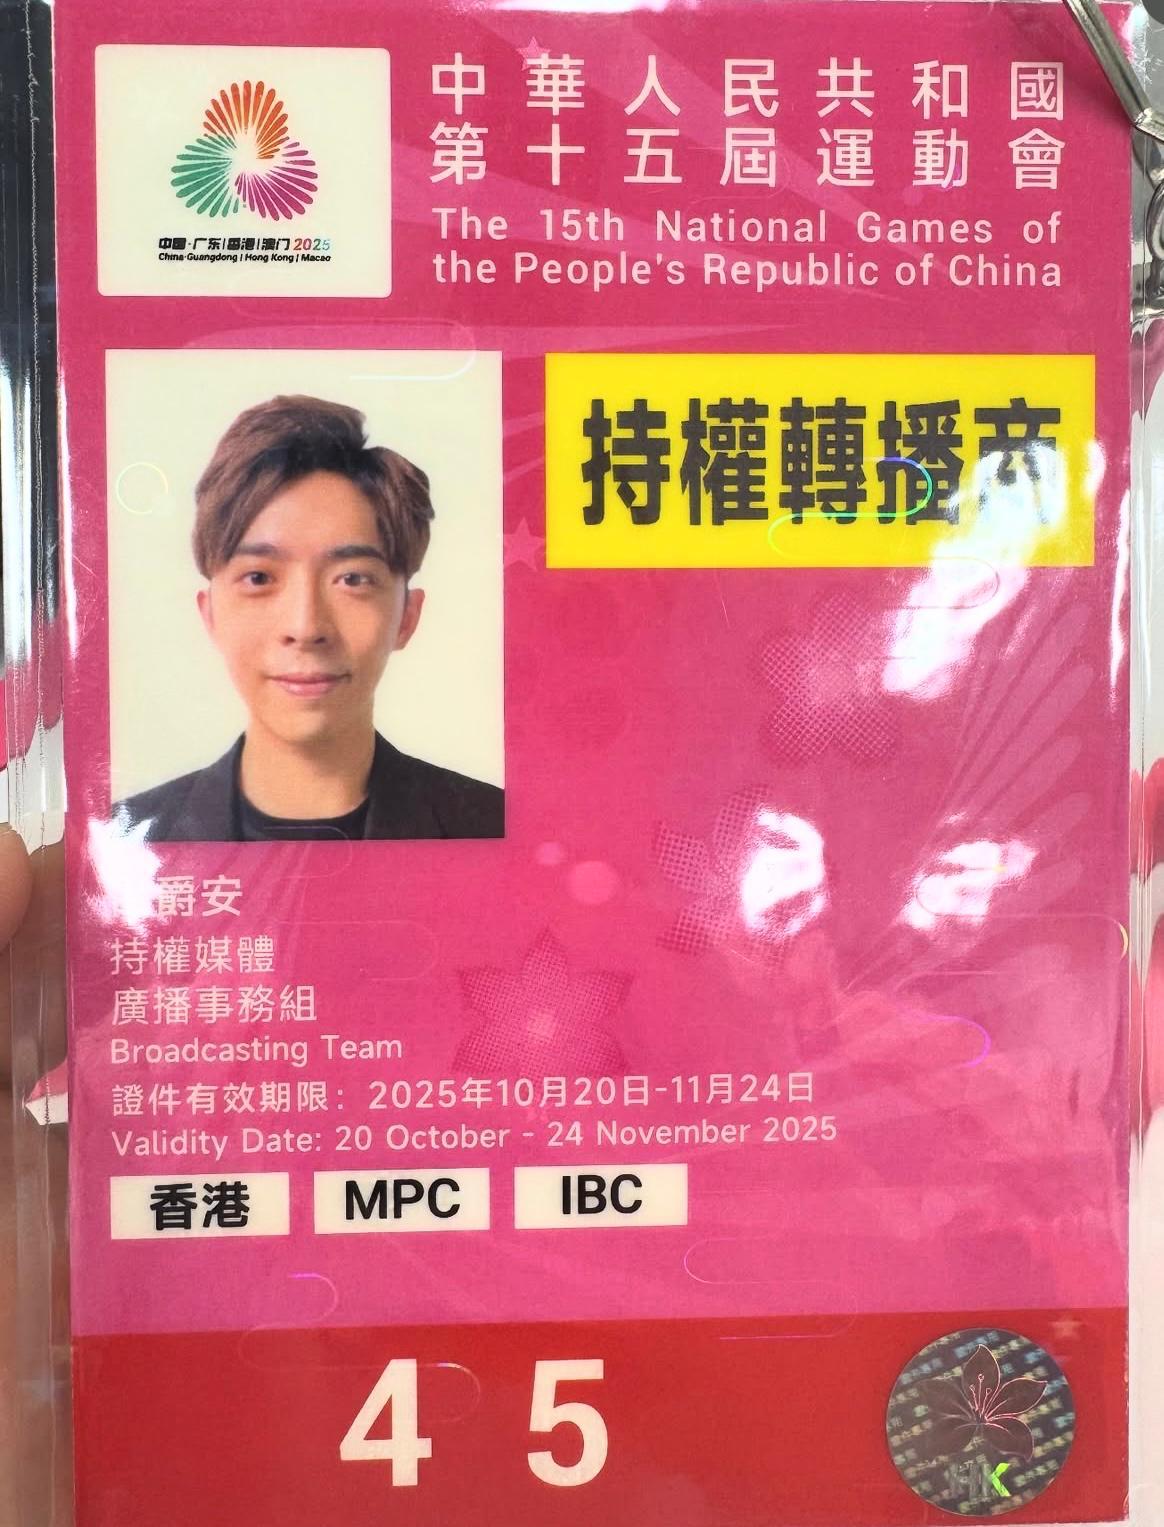 中国·广东|香港|澳门 2025
China·Guangdong | Hong Kong | Macao
中華人民共和國
第十五屆運動會
The 15th National Games of
the People's Republic of China
持權轉播商
爵安
持權媒體
廣播事務組
Broadcasting Team
證件有效期限：2025年10月20日-11月24日
Validity Date: 20 October - 24 November 2025
香港
MPC
IBC
4 5
HK